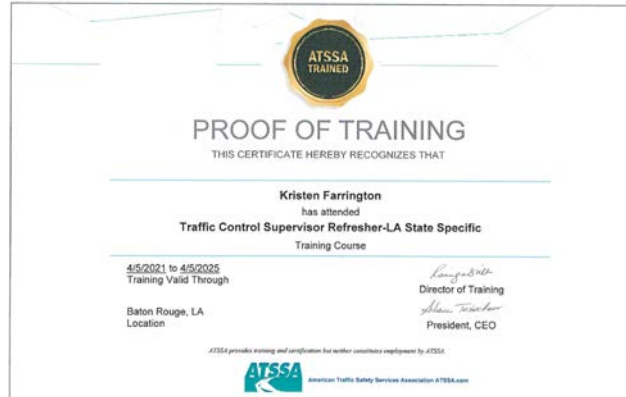 ATSSA
TRAINED
PROOF OF TRAINING
THIS CERTIFICATE HEREBY RECOGNIZES THAT
Kristen Farrington
has attended
Traffic Control Supervisor Refresher-LA State Specific
Training Course
4/5/2021 to 4/5/2025
Training Valid Through
Director of Training
Baton Rouge, LA
Location
President, CEO
ATSSA provides training and certification but neither constitutes employment by ATSSA.
ATSSA
American Traffic Safety Services Association ATSSA.com